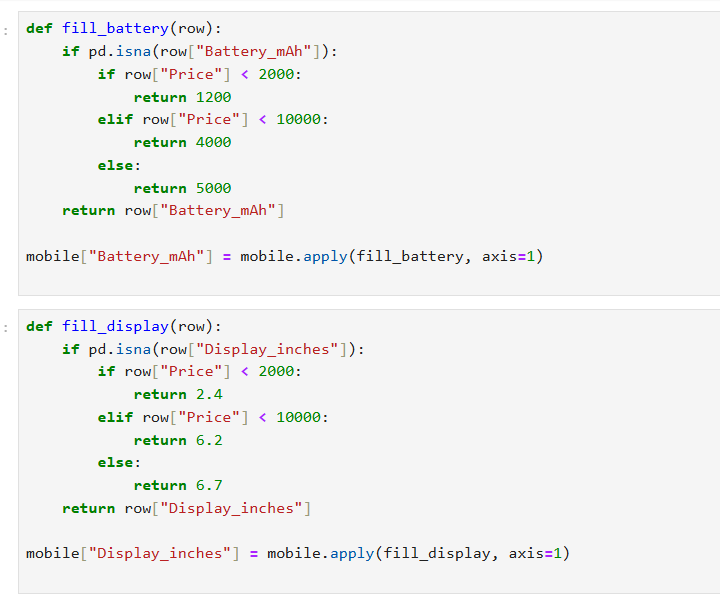 def fill_battery(row):
    if pd.isna(row["Battery_mAh"]):
        if row["Price"] < 2000:
            return 1200
        elif row["Price"] < 10000:
            return 4000
        else:
            return 5000
    return row["Battery_mAh"]

mobile["Battery_mAh"] = mobile.apply(fill_battery, axis=1)

:
def fill_display(row):
    if pd.isna(row["Display_inches"]):
        if row["Price"] < 2000:
            return 2.4
        elif row["Price"] < 10000:
            return 6.2
        else:
            return 6.7
    return row["Display_inches"]

mobile["Display_inches"] = mobile.apply(fill_display, axis=1)